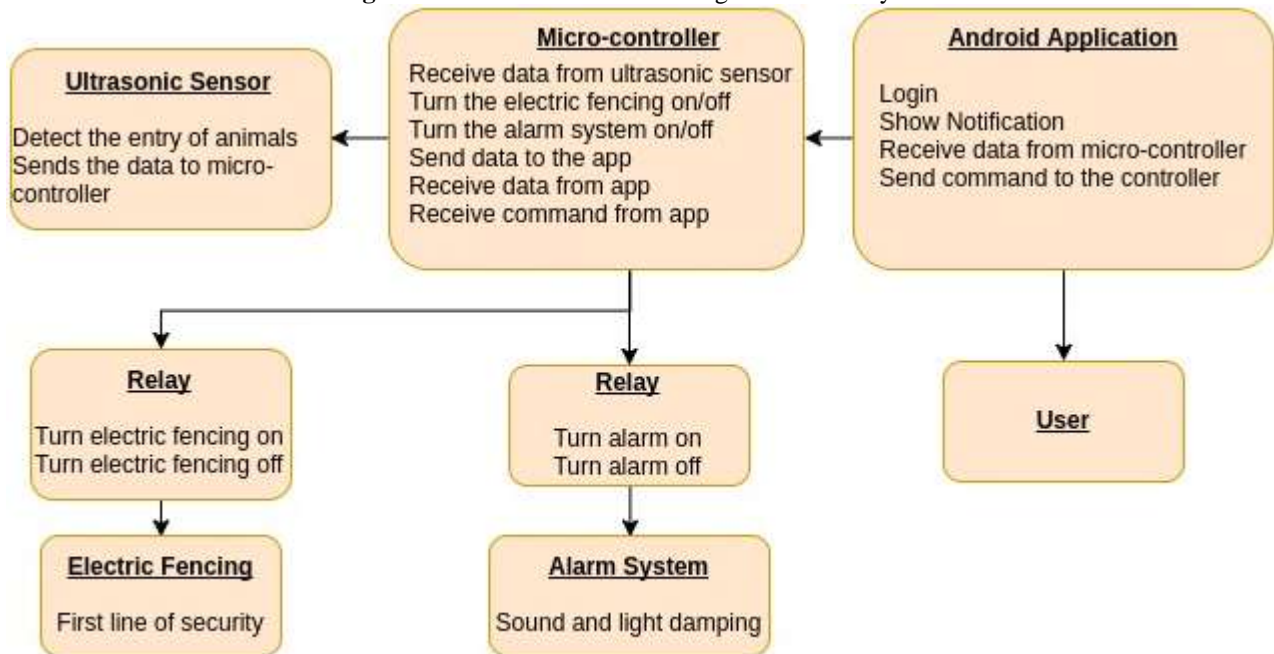 Ultrasonic Sensor
Detect the entry of animals
Sends the data to micro-
controller
Micro-controller
Receive data from ultrasonic sensor
Turn the electric fencing on/off
Turn the alarm system on/off
Send data to the app
Receive data from app
Receive command from app
Android Application
Login
Show Notification
Receive data from micro-controller
Send command to the controller
Relay
Turn electric fencing on
Turn electric fencing off
Relay
Turn alarm on
Turn alarm off
User
Electric Fencing
First line of security
Alarm System
Sound and light damping